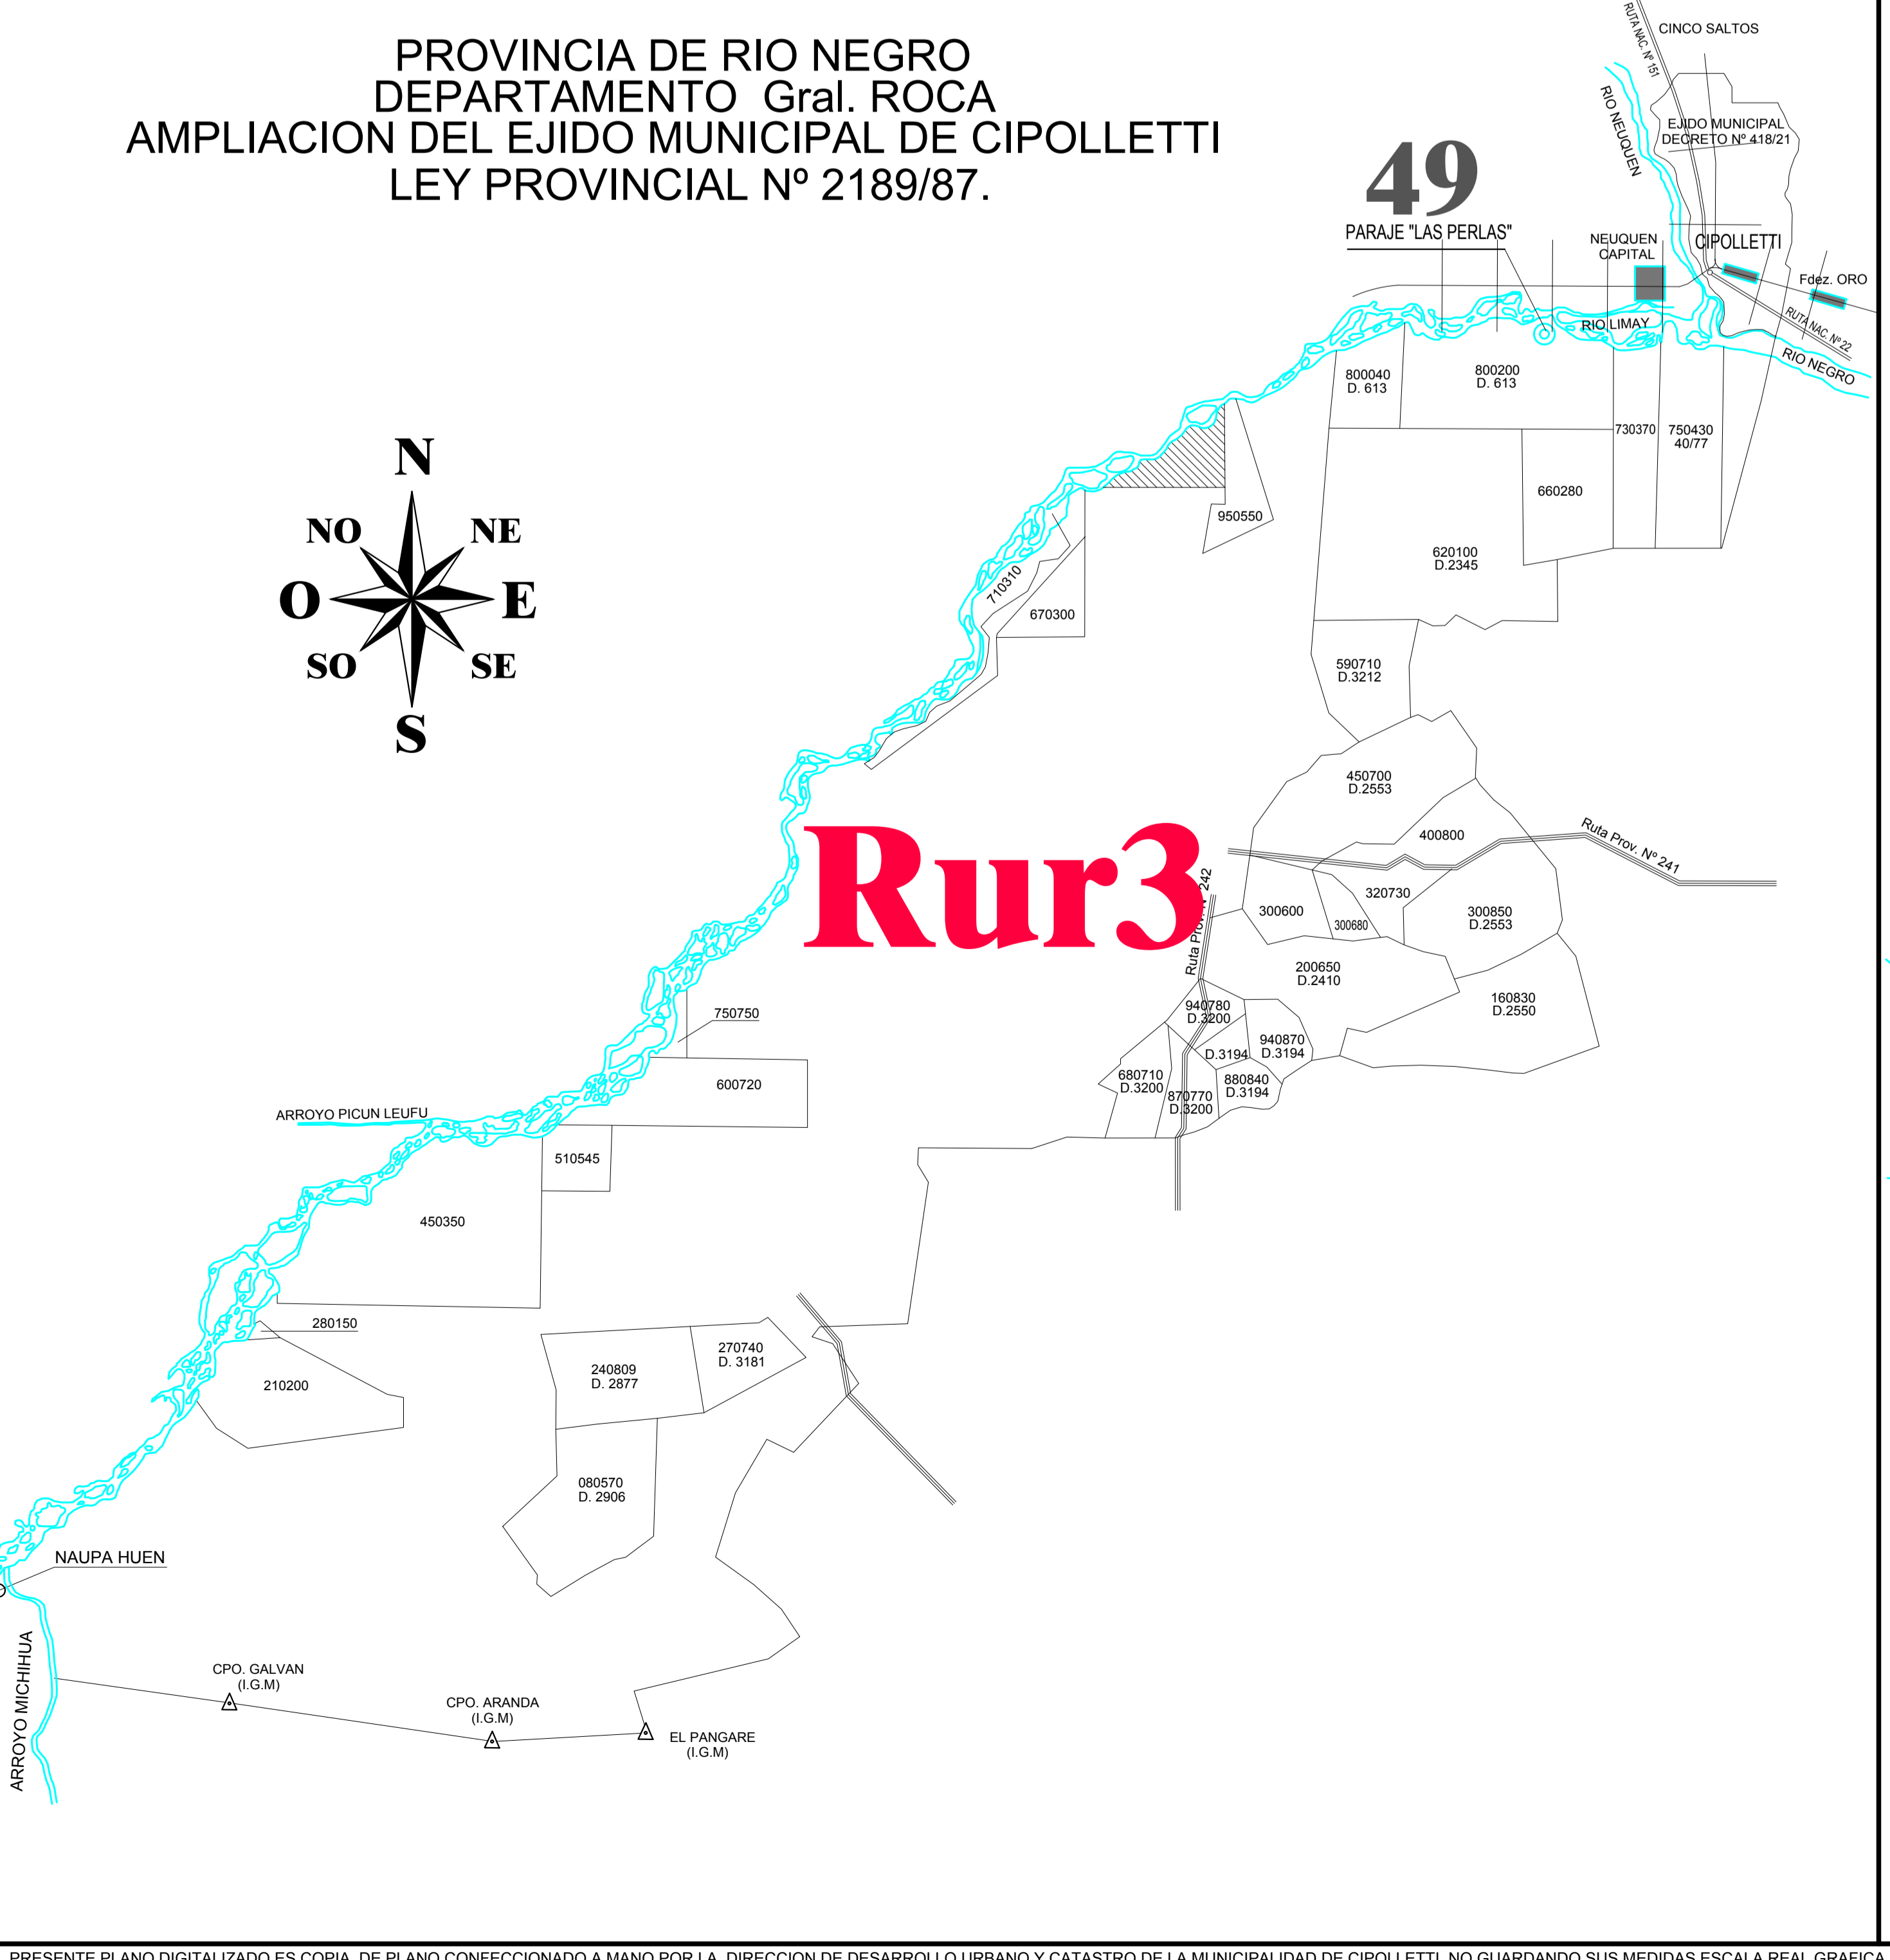 PROVINCIA DE RIO NEGRO
DEPARTAMENTO Gral. ROCA
AMPLIACION DEL EJIDO MUNICIPAL DE CIPOLLETTI
LEY PROVINCIAL Nº 2189/87.
RUTA NAC. Nº 151
CINCO SALTOS
RIO NEUQUEN
EJIDO MUNICIPAL
DECRETO Nº 418/21
49
PARAJE "LAS PERLAS"
NEUQUEN
CAPITAL
CIPOLLETTI
Fdez. ORO
RIO LIMAY
RUTA NAC. Nº 22
RIO NEGRO
800040
D. 613
800200
D. 613
730370
750430
40/77
N
NO
NE
O
E
SO
SE
S
660280
950550
620100
D.2345
710310
670300
590710
D.3212
450700
D.2553
400800
Ruta Prov. Nº 241
Rur3
Ruta Prov. Nº 242
320730
300600
300680
300850
D.2553
200650
D.2410
160830
D.2550
940780
D.3200
940870
D.3194
D.3194
680710
D.3200
880840
D.3194
870770
D.3200
750750
600720
ARROYO PICUN LEUFU
510545
450350
280150
210200
240809
D. 2877
270740
D. 3181
080570
D. 2906
NAUPA HUEN
ARROYO MICHIHUA
CPO. GALVAN
(I.G.M)
CPO. ARANDA
(I.G.M)
EL PANGARE
(I.G.M)
PRESENTE PLANO DIGITALIZADO ES COPIA DE PLANO CONFECCIONADO A MANO POR LA DIRECCION DE DESARROLLO URBANO Y CATASTRO DE LA MUNICIPALIDAD DE CIPOLLETTI, NO GUARDANDO SUS MEDIDAS ESCALA REAL GRAFICA